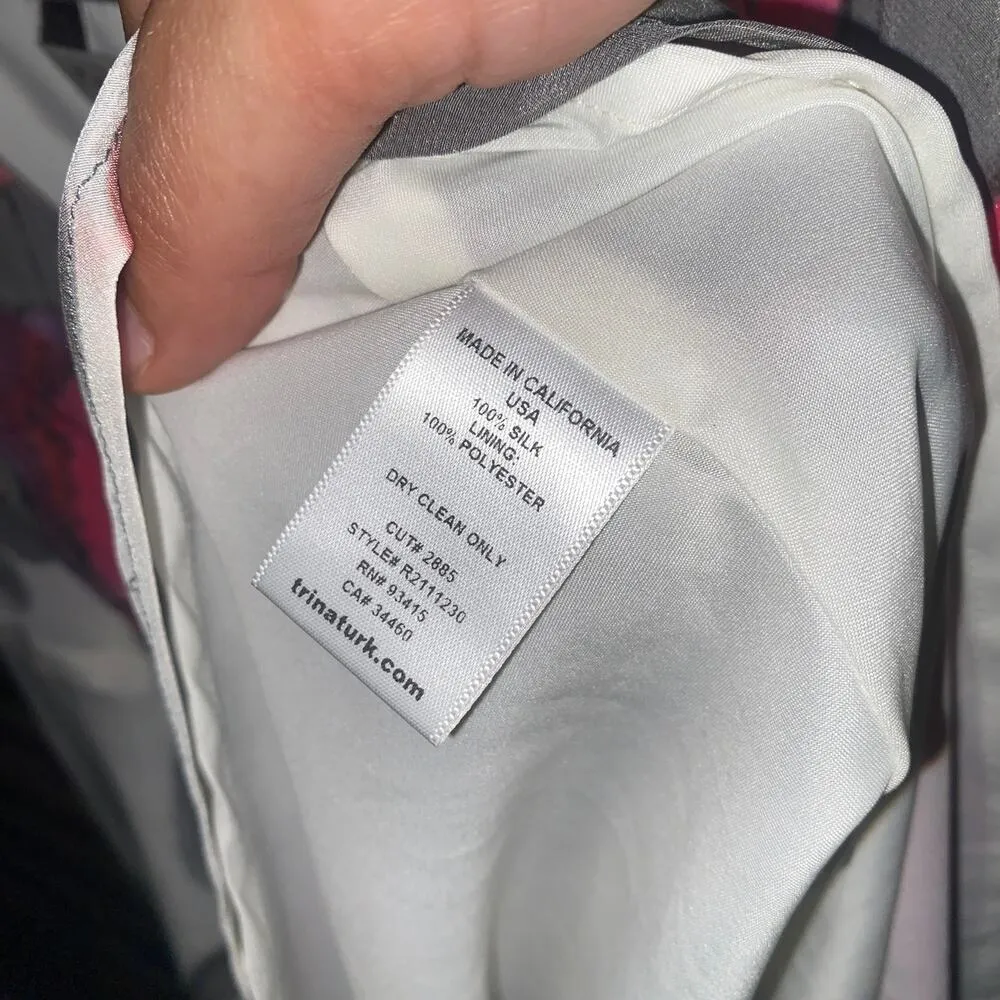 MADE IN CALIFORNIA
USA
100% SILK
LINING:
100% POLYESTER
DRY CLEAN ONLY
CUT# 2885
STYLE# R2111230
RN# 93415
CA# 34460
trinaturk.com